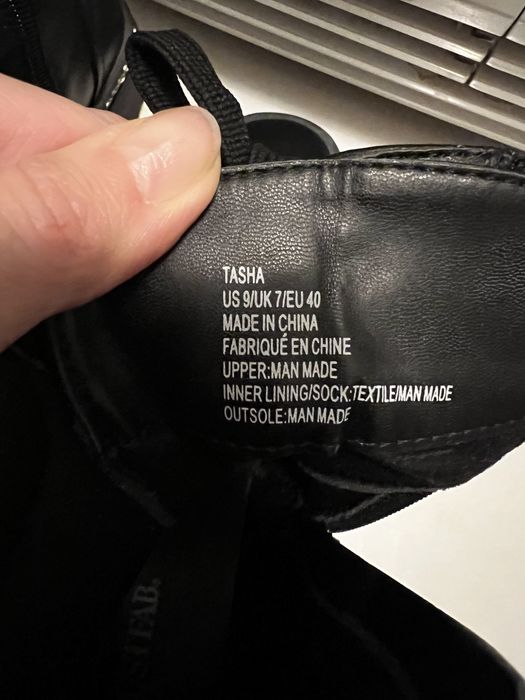 TASHA
US 9/UK 7/EU 40
MADE IN CHINA
FABRIQUÉ EN CHINE
UPPER:MAN MADE
INNER LINING/SOCK:TEXTILE/MAN MADE
OUTSOLE:MAN MADE